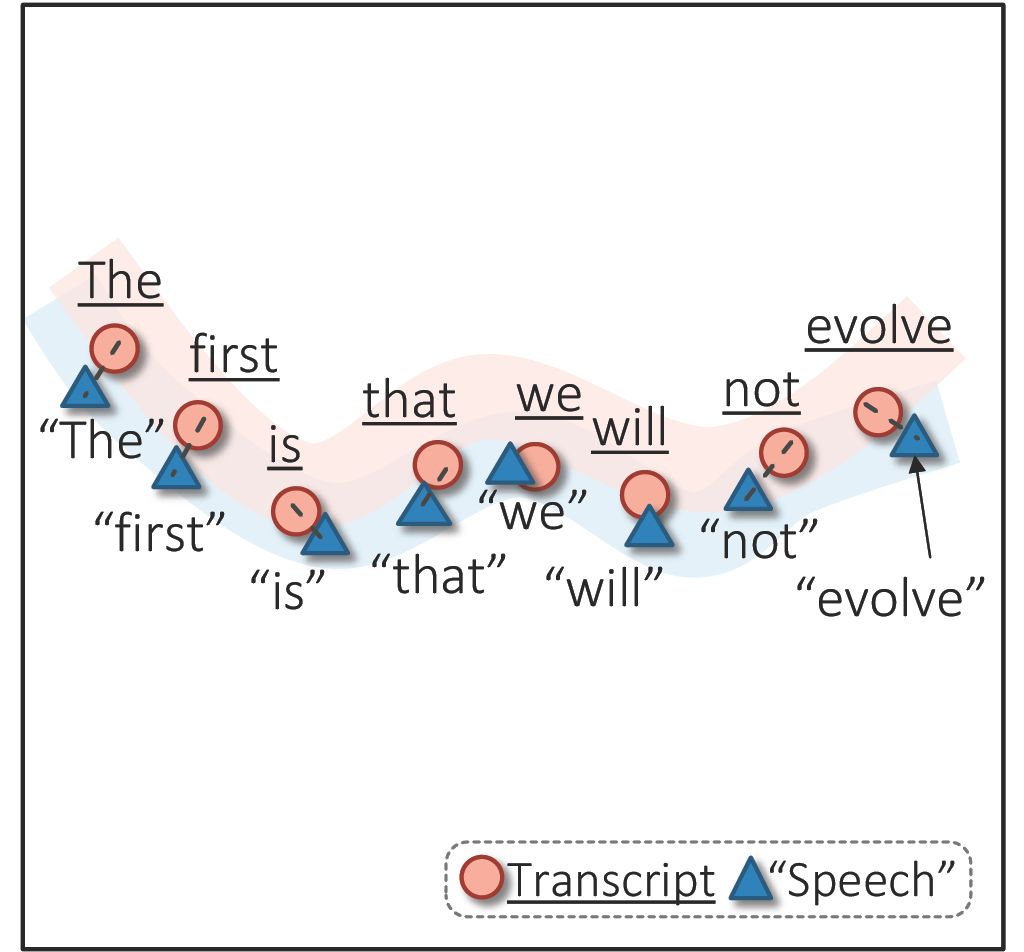 The
first
is
that
we
will
not
evolve
“The”
“first”
“is”
“that”
“we”
“will”
“not”
“evolve”
Transcript “Speech”